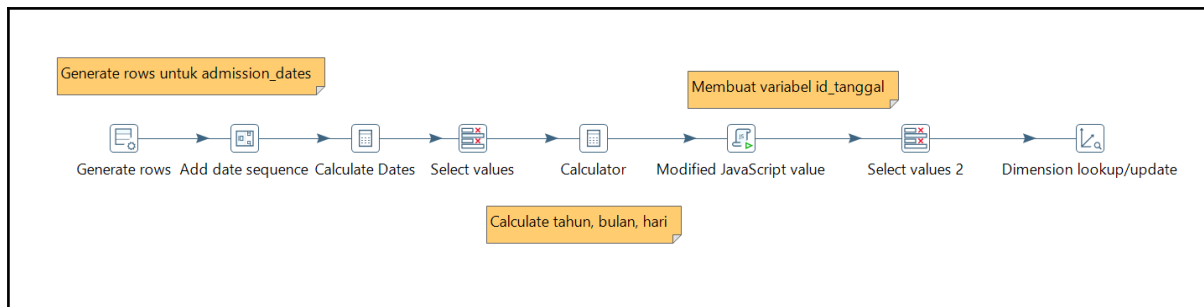 Generate rows untuk admission_dates
Membuat variabel id_tanggal
Generate rows
Add date sequence
Calculate Dates
Select values
Calculator
Modified JavaScript value
Select values 2
Dimension lookup/update
Calculate tahun, bulan, hari